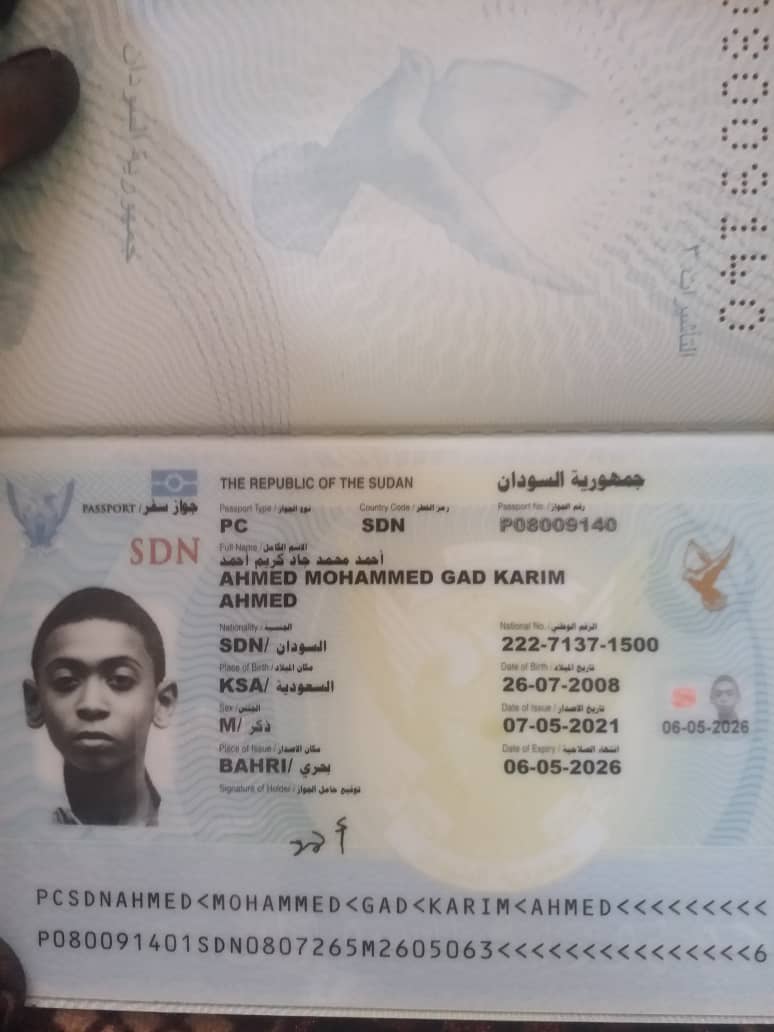 جمهورية السودان
التأشيرات ٣
P08009140
THE REPUBLIC OF THE SUDAN
جمهورية السودان
PASSPORT / جواز سفر
Passport Type / نوع الجواز
Country Code / رمز القطر
Passport No. / رقم الجواز
PC
SDN
P08009140
SDN
Full Name / الاسم الكامل
أحمد محمد جاد كريم احمد
AHMED MOHAMMED GAD KARIM
AHMED
Nationality / الجنسية
National No. / الرقم الوطني
SDN/ السودان
222-7137-1500
Place of Birth / مكان الميلاد
Date of Birth / تاريخ الميلاد
KSA/ السعودية
26-07-2008
Sex / الجنس
Date of Issue / تاريخ الاصدار
M/ ذكر
07-05-2021
06-05-2026
Place of Issue / مكان الاصدار
Date of Expiry / انتهاء الصلاحية
BAHRI/ بحري
06-05-2026
Signature of Holder / توقيع حامل الجواز
أحمد
PCSDNAHMED<MOHAMMED<GAD<KARIM<AHMED<<<<<<<<<
P080091401SDN0807265M2605063<<<<<<<<<<<<<<<6